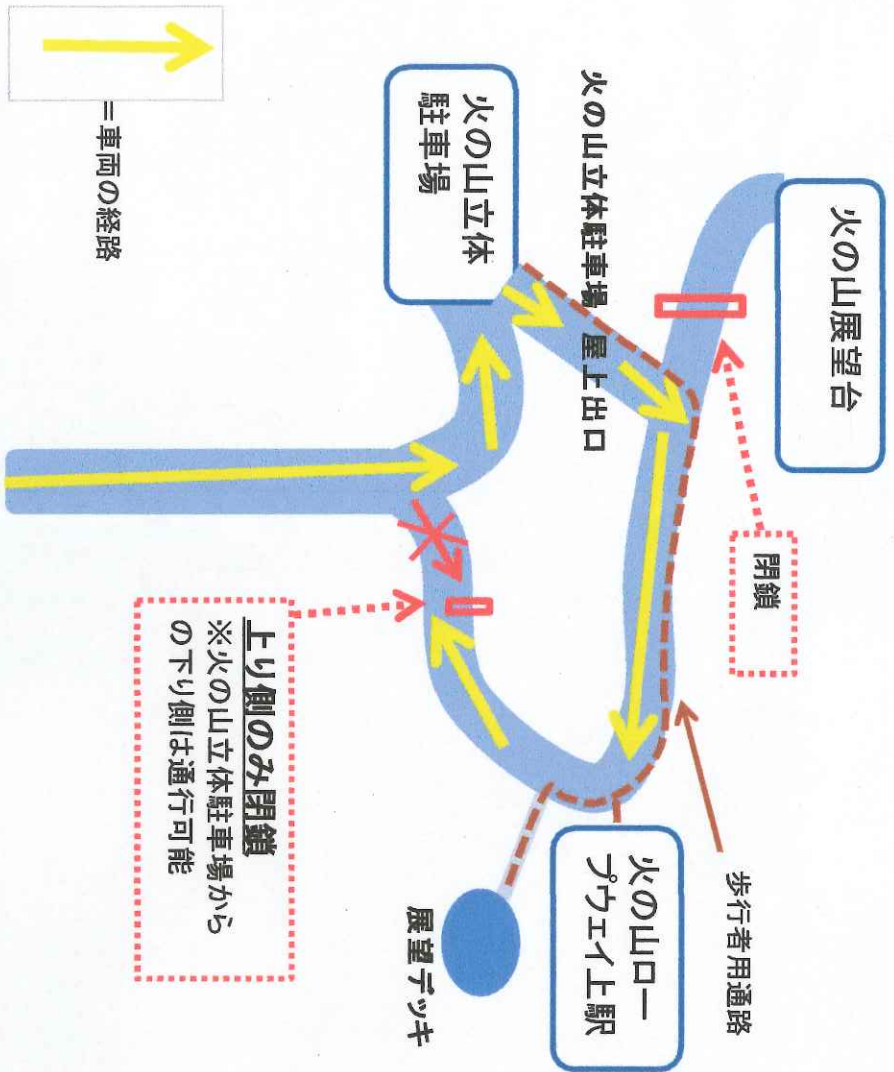 火の山展望台
閉鎖
歩行者用通路
火の山立体駐車場　屋上出口
火の山立体
駐車場
火の山ロー
プウェイ上駅
展望デッキ
上り側のみ閉鎖
※火の山立体駐車場から
の下り側は通行可能
＝車両の経路